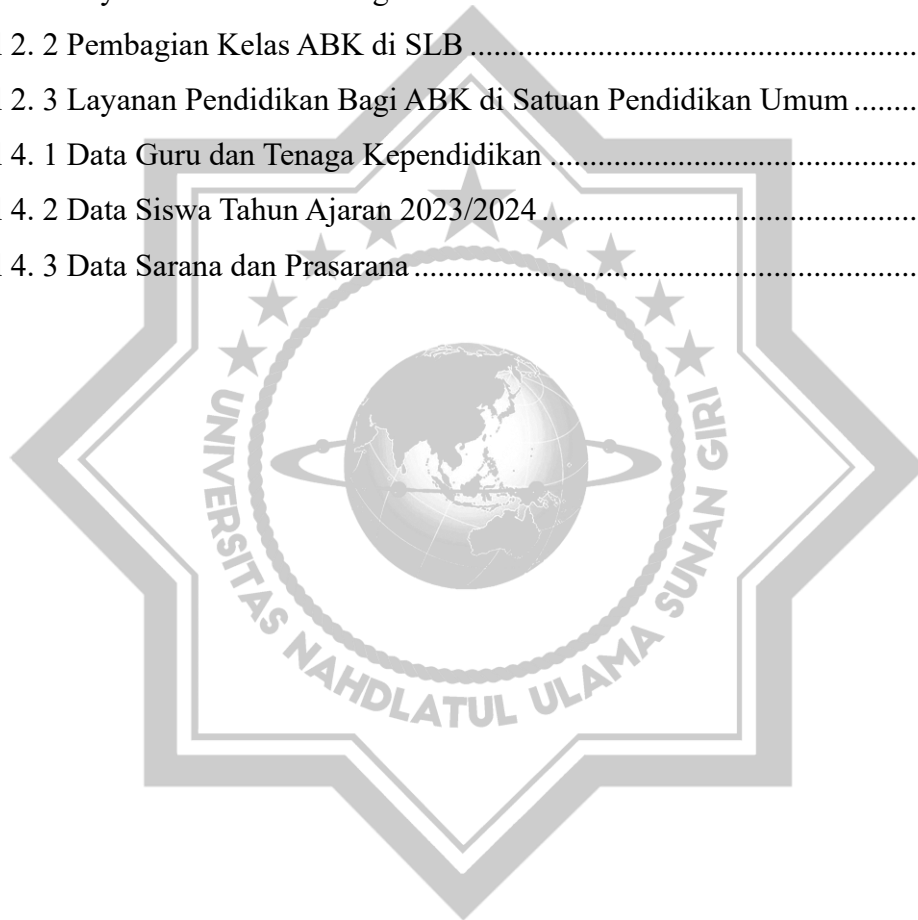 2. 2 Pembagian Kelas ABK di SLB ........................................................
2. 3 Layanan Pendidikan Bagi ABK di Satuan Pendidikan Umum ........
4. 1 Data Guru dan Tenaga Kependidikan ..............................................
4. 2 Data Siswa Tahun Ajaran 2023/2024 ...............................................
4. 3 Data Sarana dan Prasarana ...............................................................
UNIVERSITAS NAHDLATUL ULAMA SUNAN GIRI